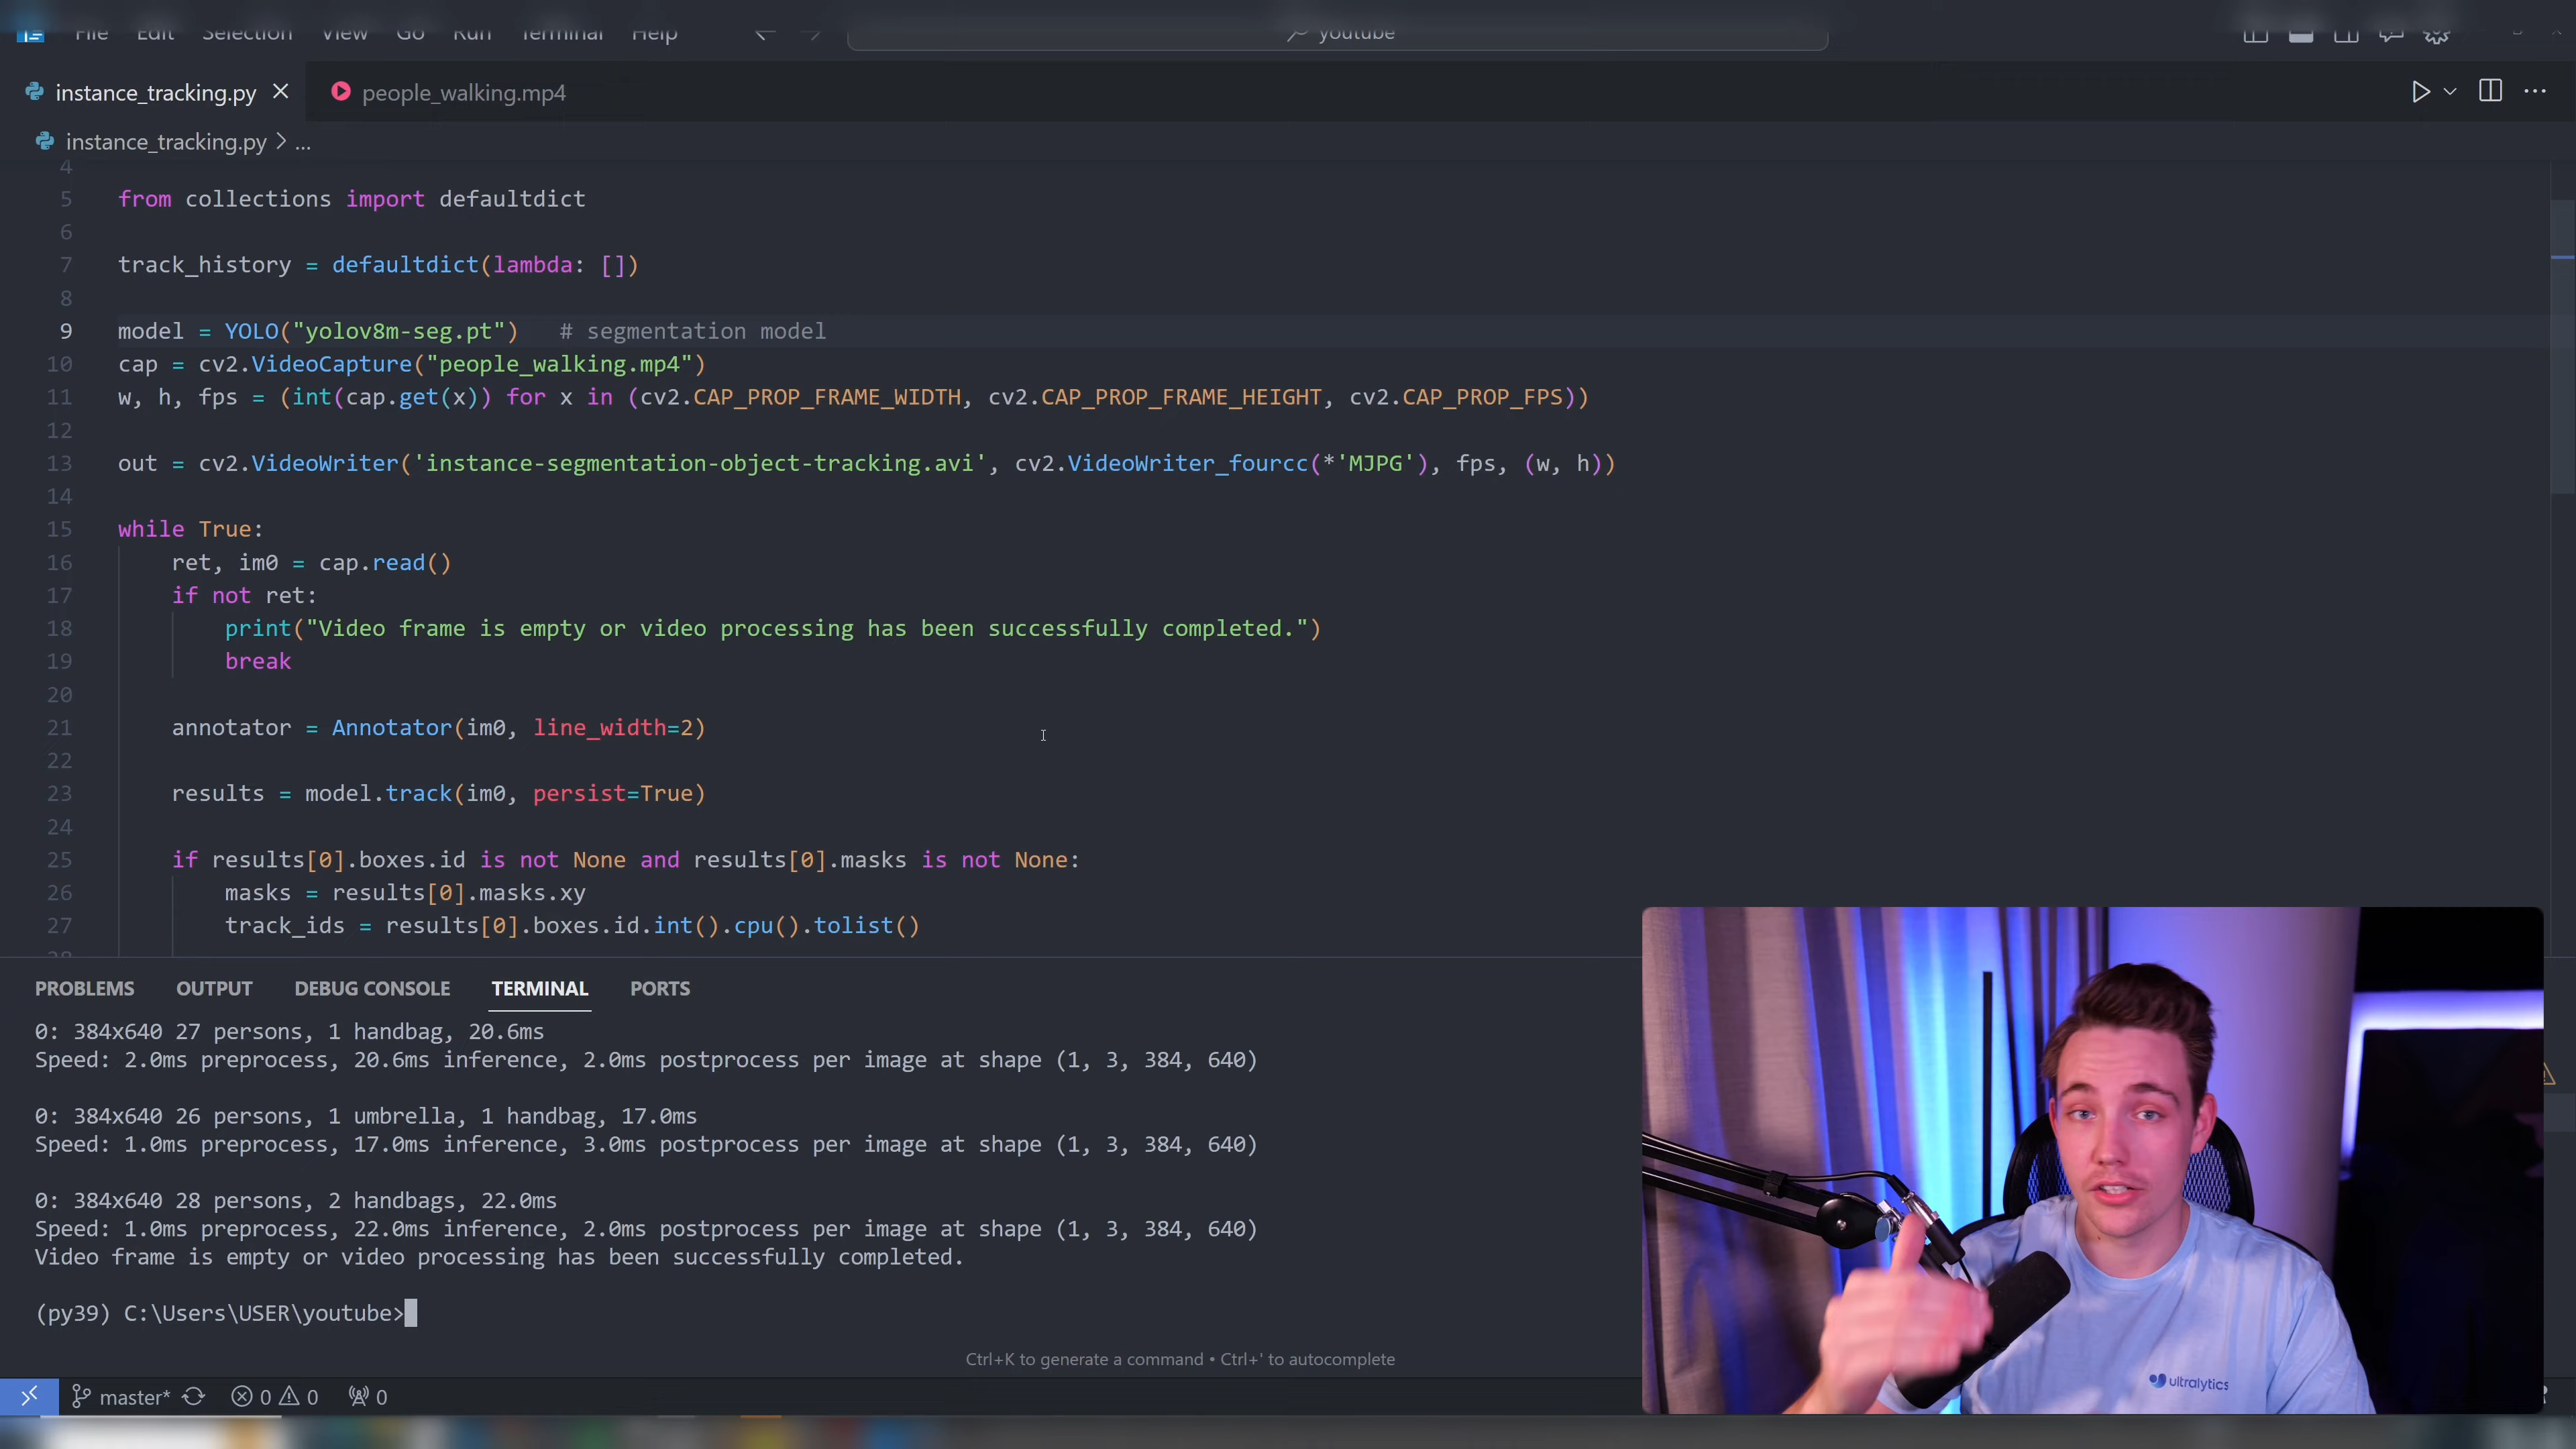 File Edit Selection View Go Run Terminal Help
youtube
instance_tracking.py
people_walking.mp4
instance_tracking.py > ...
4
5 from collections import defaultdict
6
7 track_history = defaultdict(lambda: [])
8
9 model = YOLO("yolov8m-seg.pt") # segmentation model
10 cap = cv2.VideoCapture("people_walking.mp4")
11 w, h, fps = (int(cap.get(x)) for x in (cv2.CAP_PROP_FRAME_WIDTH, cv2.CAP_PROP_FRAME_HEIGHT, cv2.CAP_PROP_FPS))
12
13 out = cv2.VideoWriter('instance-segmentation-object-tracking.avi', cv2.VideoWriter_fourcc(*'MJPG'), fps, (w, h))
14
15 while True:
16 ret, im0 = cap.read()
17 if not ret:
18 print("Video frame is empty or video processing has been successfully completed.")
19 break
20
21 annotator = Annotator(im0, line_width=2)
22
23 results = model.track(im0, persist=True)
24
25 if results[0].boxes.id is not None and results[0].masks is not None:
26 masks = results[0].masks.xy
27 track_ids = results[0].boxes.id.int().cpu().tolist()
28
PROBLEMS OUTPUT DEBUG CONSOLE TERMINAL PORTS
0: 384x640 27 persons, 1 handbag, 20.6ms
Speed: 2.0ms preprocess, 20.6ms inference, 2.0ms postprocess per image at shape (1, 3, 384, 640)
0: 384x640 26 persons, 1 umbrella, 1 handbag, 17.0ms
Speed: 1.0ms preprocess, 17.0ms inference, 3.0ms postprocess per image at shape (1, 3, 384, 640)
0: 384x640 28 persons, 2 handbags, 22.0ms
Speed: 1.0ms preprocess, 22.0ms inference, 2.0ms postprocess per image at shape (1, 3, 384, 640)
Video frame is empty or video processing has been successfully completed.
(py39) C:\Users\USER\youtube>
Ctrl+K to generate a command • Ctrl+' to autocomplete
master* 0 0 0
ultralytics